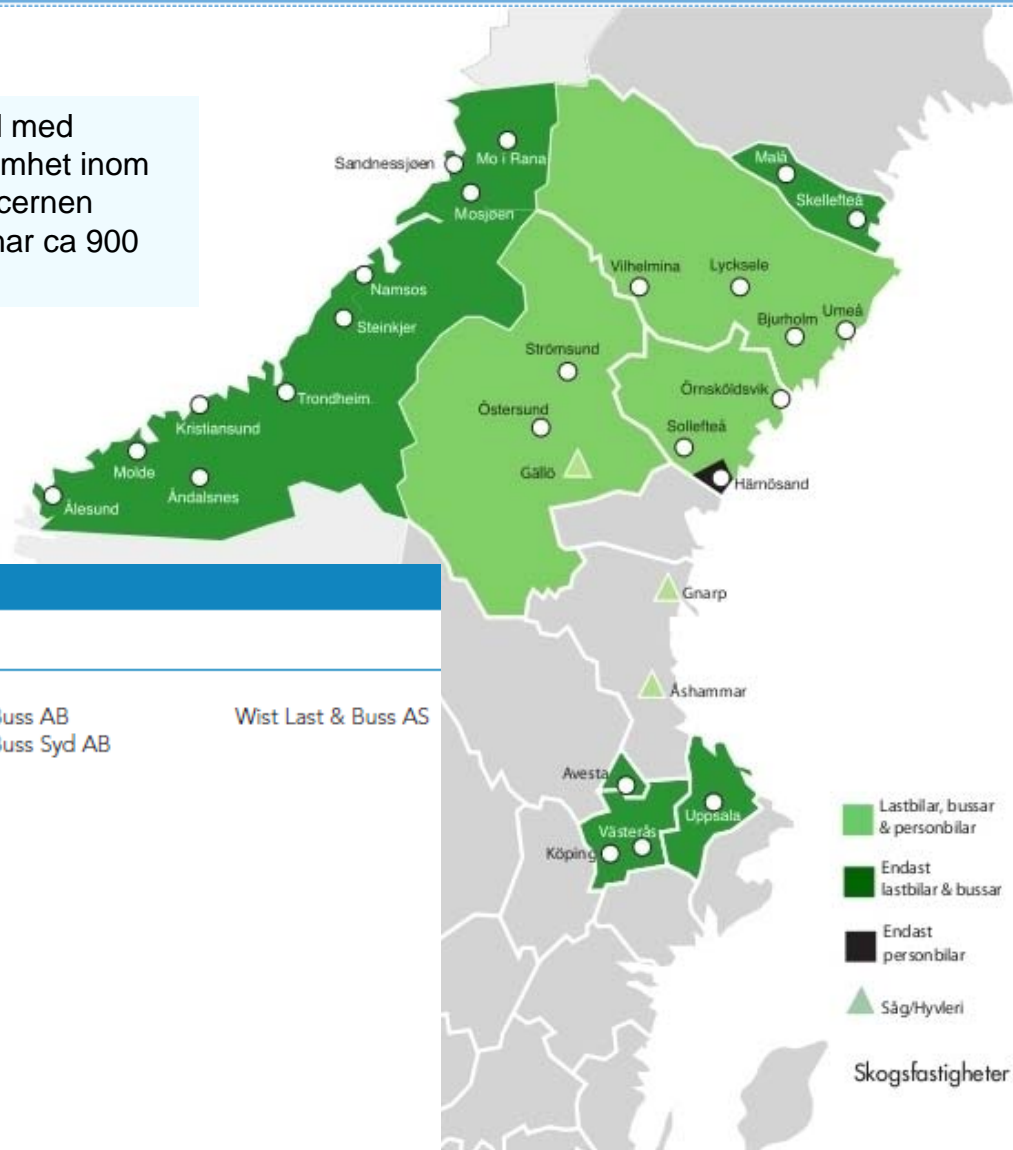 l med
mhet inom
cernen
har ca 900
Sandnessjøen
Mo i Rana
Mosjøen
Malå
Skellefteå
Namsos
Vilhelmina
Lycksele
Steinkjer
Bjurholm
Umeå
Strömsund
Trondheim
Örnsköldsvik
Kristiansund
Östersund
Sollefteå
Molde
Gällö
Åndalsnes
Härnösand
Ålesund
Gnarp
Åshammar
Buss AB
Buss Syd AB
Wist Last & Buss AS
Avesta
Uppsala
Västerås
Köping
Lastbilar, bussar
& personbilar
Endast
lastbilar & bussar
Endast
personbilar
Såg/Hyvleri
Skogsfastigheter